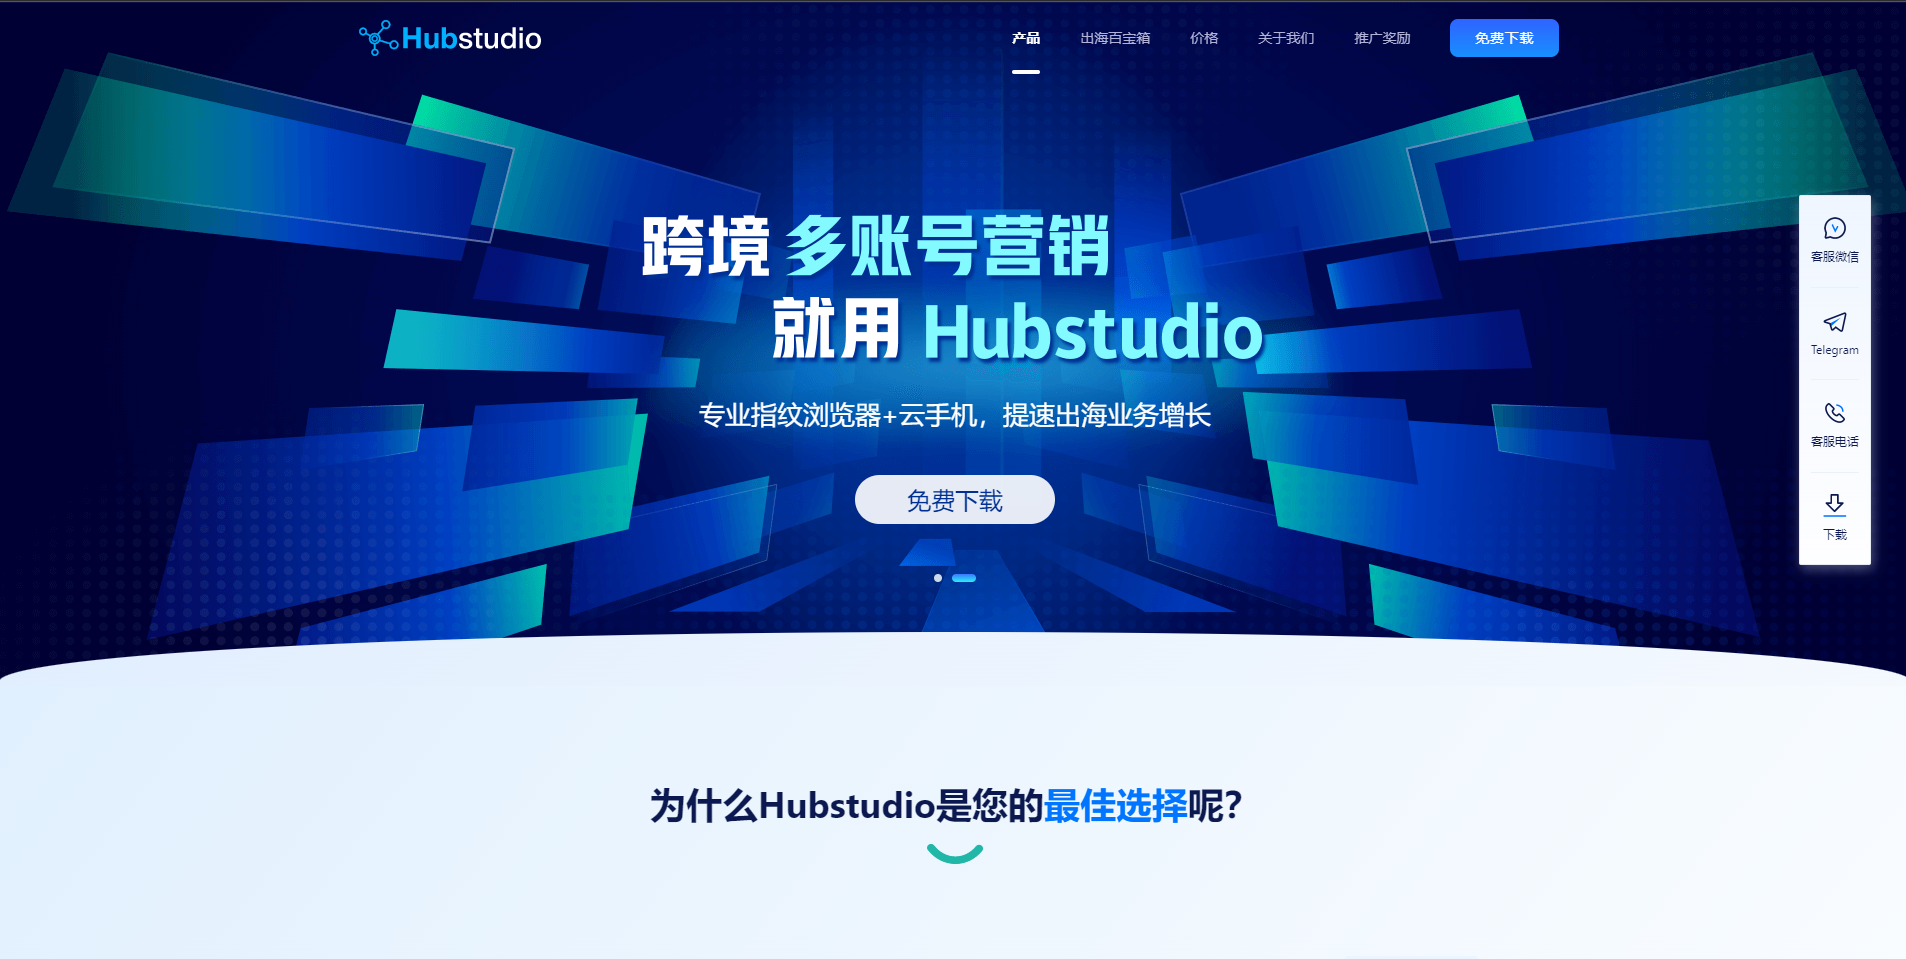 Hubstudio
产品
出海百宝箱
价格
关于我们
推广奖励
免费下载
跨境 多账号营销
就用 Hubstudio
专业指纹浏览器+云手机，提速出海业务增长
免费下载
客服微信
Telegram
客服电话
下载
为什么Hubstudio是您的最佳选择呢？